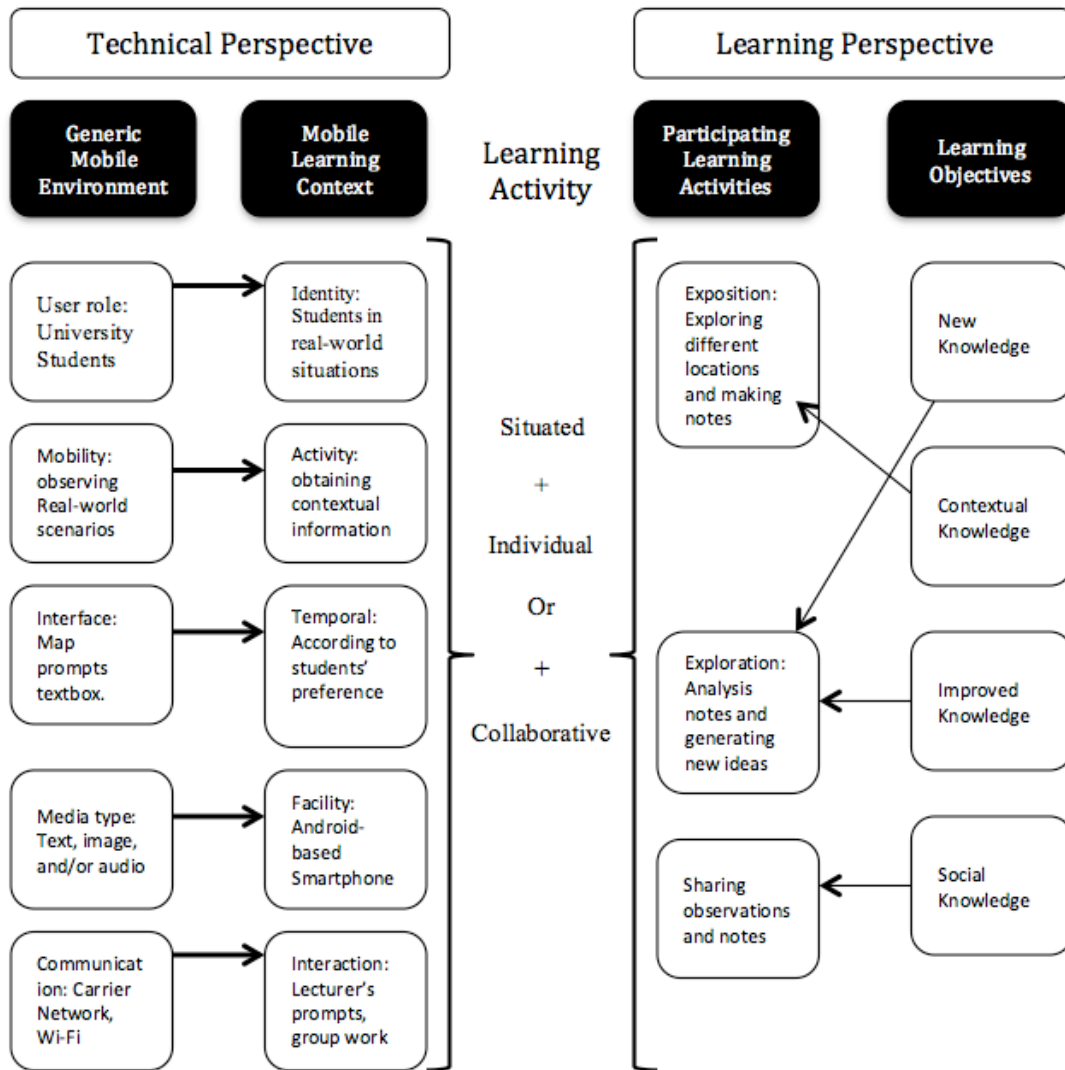 Technical Perspective
Learning Perspective
Generic
Mobile
Environment
Mobile
Learning
Context
Learning
Activity
Participating
Learning
Activities
Learning
Objectives
User role:
University
Students
Identity:
Students in
real-world
situations
Mobility:
observing
Real-world
scenarios
Activity:
obtaining
contextual
information
Interface:
Map
prompts
textbox.
Temporal:
According to
students'
preference
Media type:
Text, image,
and/or audio
Facility:
Android-
based
Smartphone
Communicat
ion: Carrier
Network,
Wi-Fi
Interaction:
Lecturer's
prompts,
group work
Situated
+
Individual
Or
+
Collaborative
Exposition:
Exploring
different
locations
and making
notes
Exploration:
Analysis
notes and
generating
new ideas
Sharing
observations
and notes
New
Knowledge
Contextual
Knowledge
Improved
Knowledge
Social
Knowledge